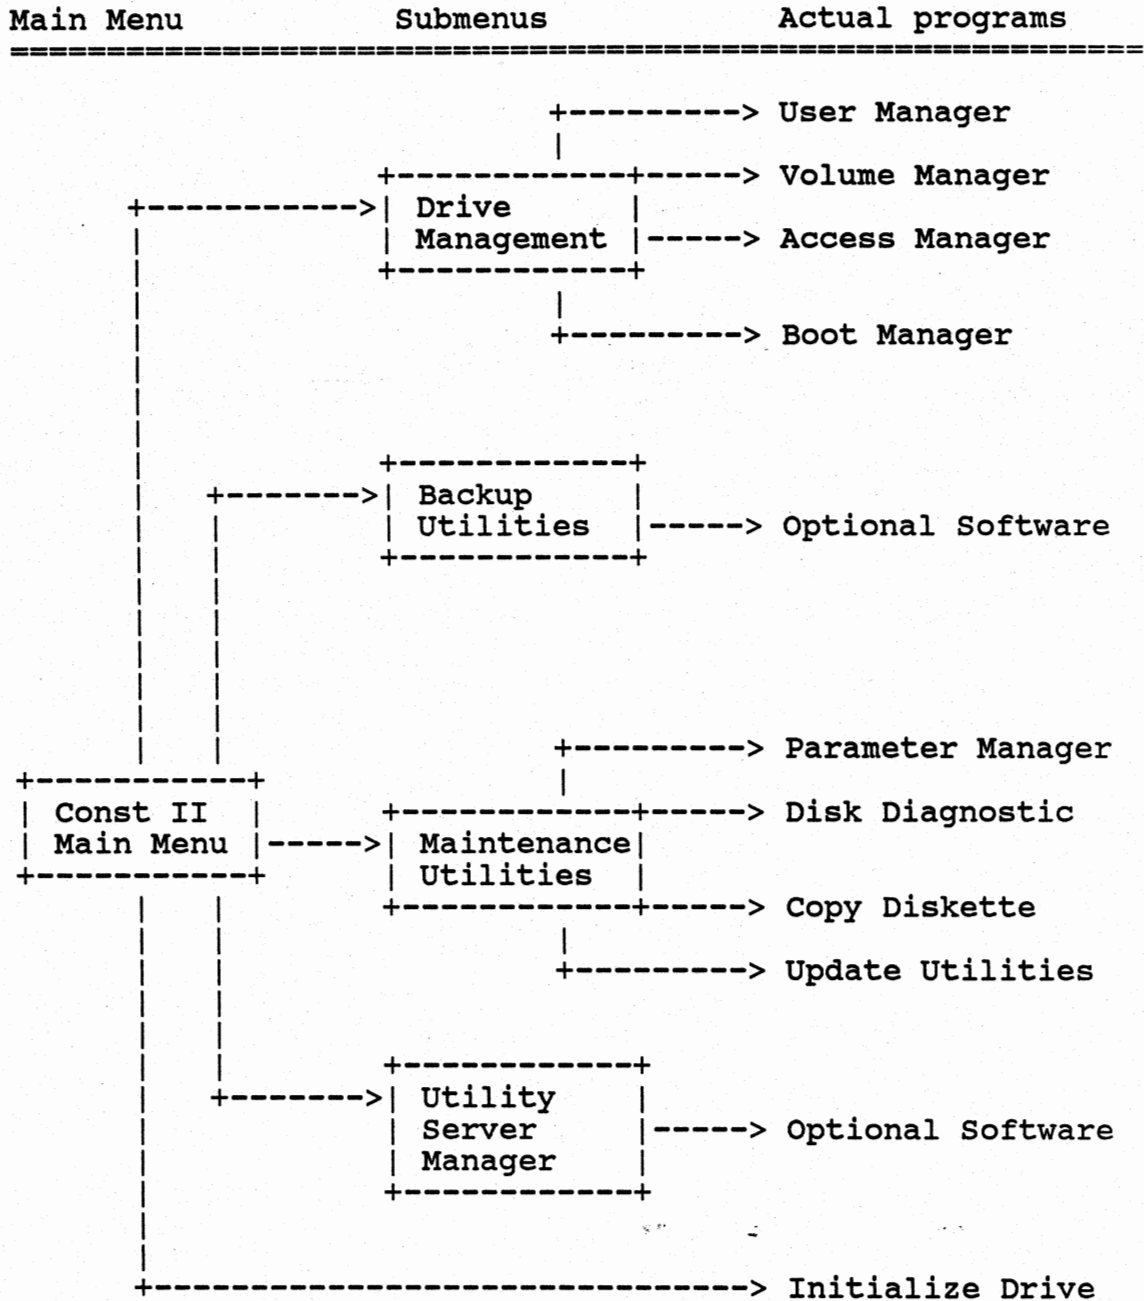 Main Menu Submenus Actual programs
User Manager
Volume Manager
Drive
Management
Access Manager
Boot Manager
Backup
Utilities
Optional Software
Parameter Manager
Const II
Main Menu
Disk Diagnostic
Maintenance
Utilities
Copy Diskette
Update Utilities
Utility
Server
Manager
Optional Software
Initialize Drive